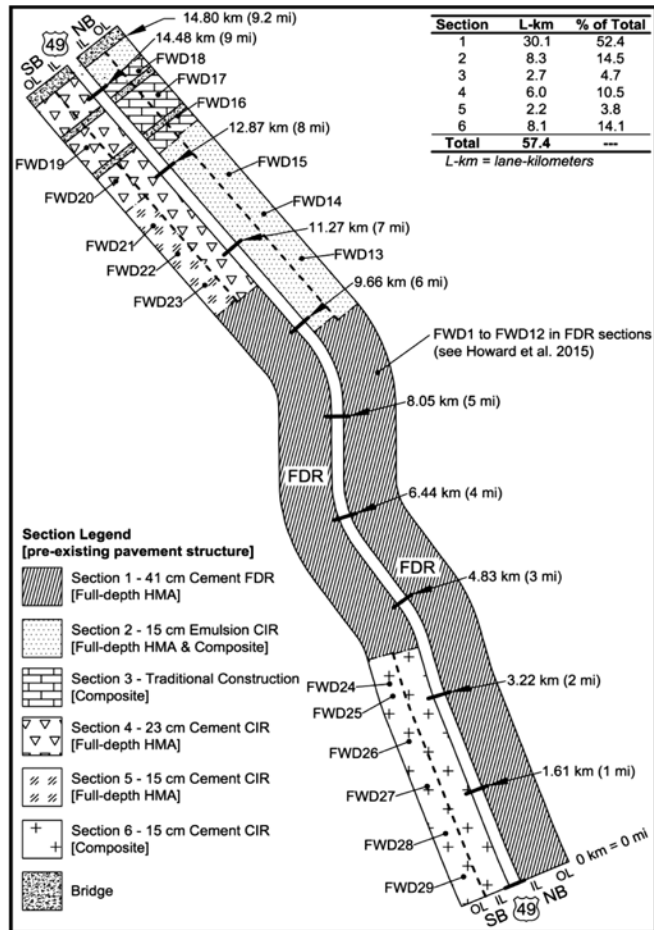 14.80 km (9.2 mi)
14.48 km (9 mi)
SB 49 NB
OL IL IL OL
FWD18
FWD17
FWD16
12.87 km (8 mi)
FWD15
FWD14
11.27 km (7 mi)
FWD13
9.66 km (6 mi)
FWD19
FWD20
FWD21
FWD22
FWD23
Section L-km % of Total
1 30.1 52.4
2 8.3 14.5
3 2.7 4.7
4 6.0 10.5
5 2.2 3.8
6 8.1 14.1
Total 57.4 ---
L-km = lane-kilometers
FWD1 to FWD12 in FDR sections
(see Howard et al. 2015)
8.05 km (5 mi)
FDR
6.44 km (4 mi)
FDR
4.83 km (3 mi)
3.22 km (2 mi)
1.61 km (1 mi)
0 km = 0 mi
FWD24
FWD25
FWD26
FWD27
FWD28
FWD29
OL IL IL OL
SB 49 NB
Section Legend
[pre-existing pavement structure]
Section 1 - 41 cm Cement FDR
[Full-depth HMA]
Section 2 - 15 cm Emulsion CIR
[Full-depth HMA & Composite]
Section 3 - Traditional Construction
[Composite]
Section 4 - 23 cm Cement CIR
[Full-depth HMA]
Section 5 - 15 cm Cement CIR
[Full-depth HMA]
Section 6 - 15 cm Cement CIR
[Composite]
Bridge